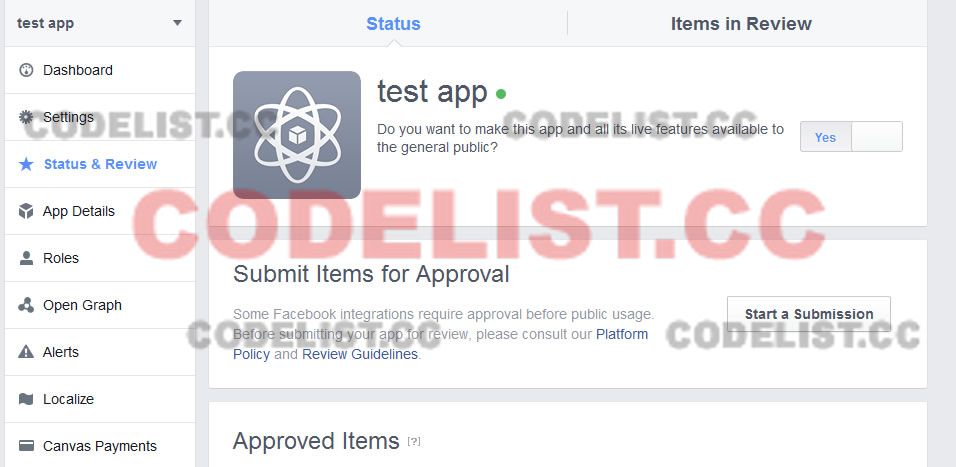 test app
Dashboard
Settings
Status & Review
App Details
Roles
Open Graph
Alerts
Localize
Canvas Payments
Status
Items in Review
test app
Do you want to make this app and all its live features available to
the general public?
Yes
Submit Items for Approval
Some Facebook integrations require approval before public usage.
Before submitting your app for review, please consult our Platform
Policy and Review Guidelines.
Start a Submission
Approved Items [?]
CODELIST.CC
CODELIST.CC
CODELIST.CC
CODELIST.CC
CODELIST.CC